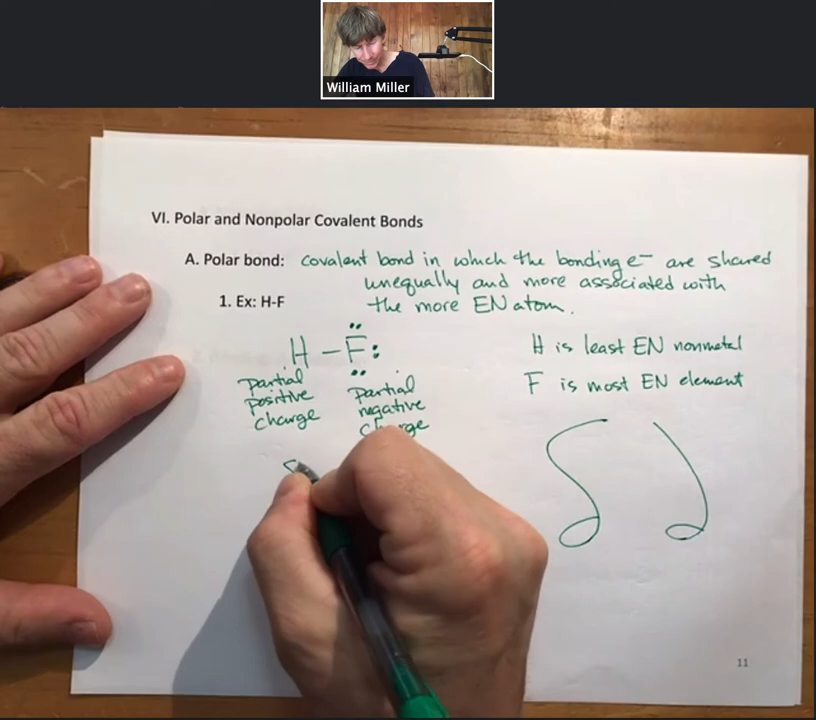 William Miller
VI. Polar and Nonpolar Covalent Bonds
A. Polar bond: covalent bond in which the bonding e⁻ are shared
unequally and more associated with
1. Ex: H-F the more EN atom.
H – F:
H is least EN nonmetal
F is most EN element
partial
positive
charge
partial
negative
charge
δ
11